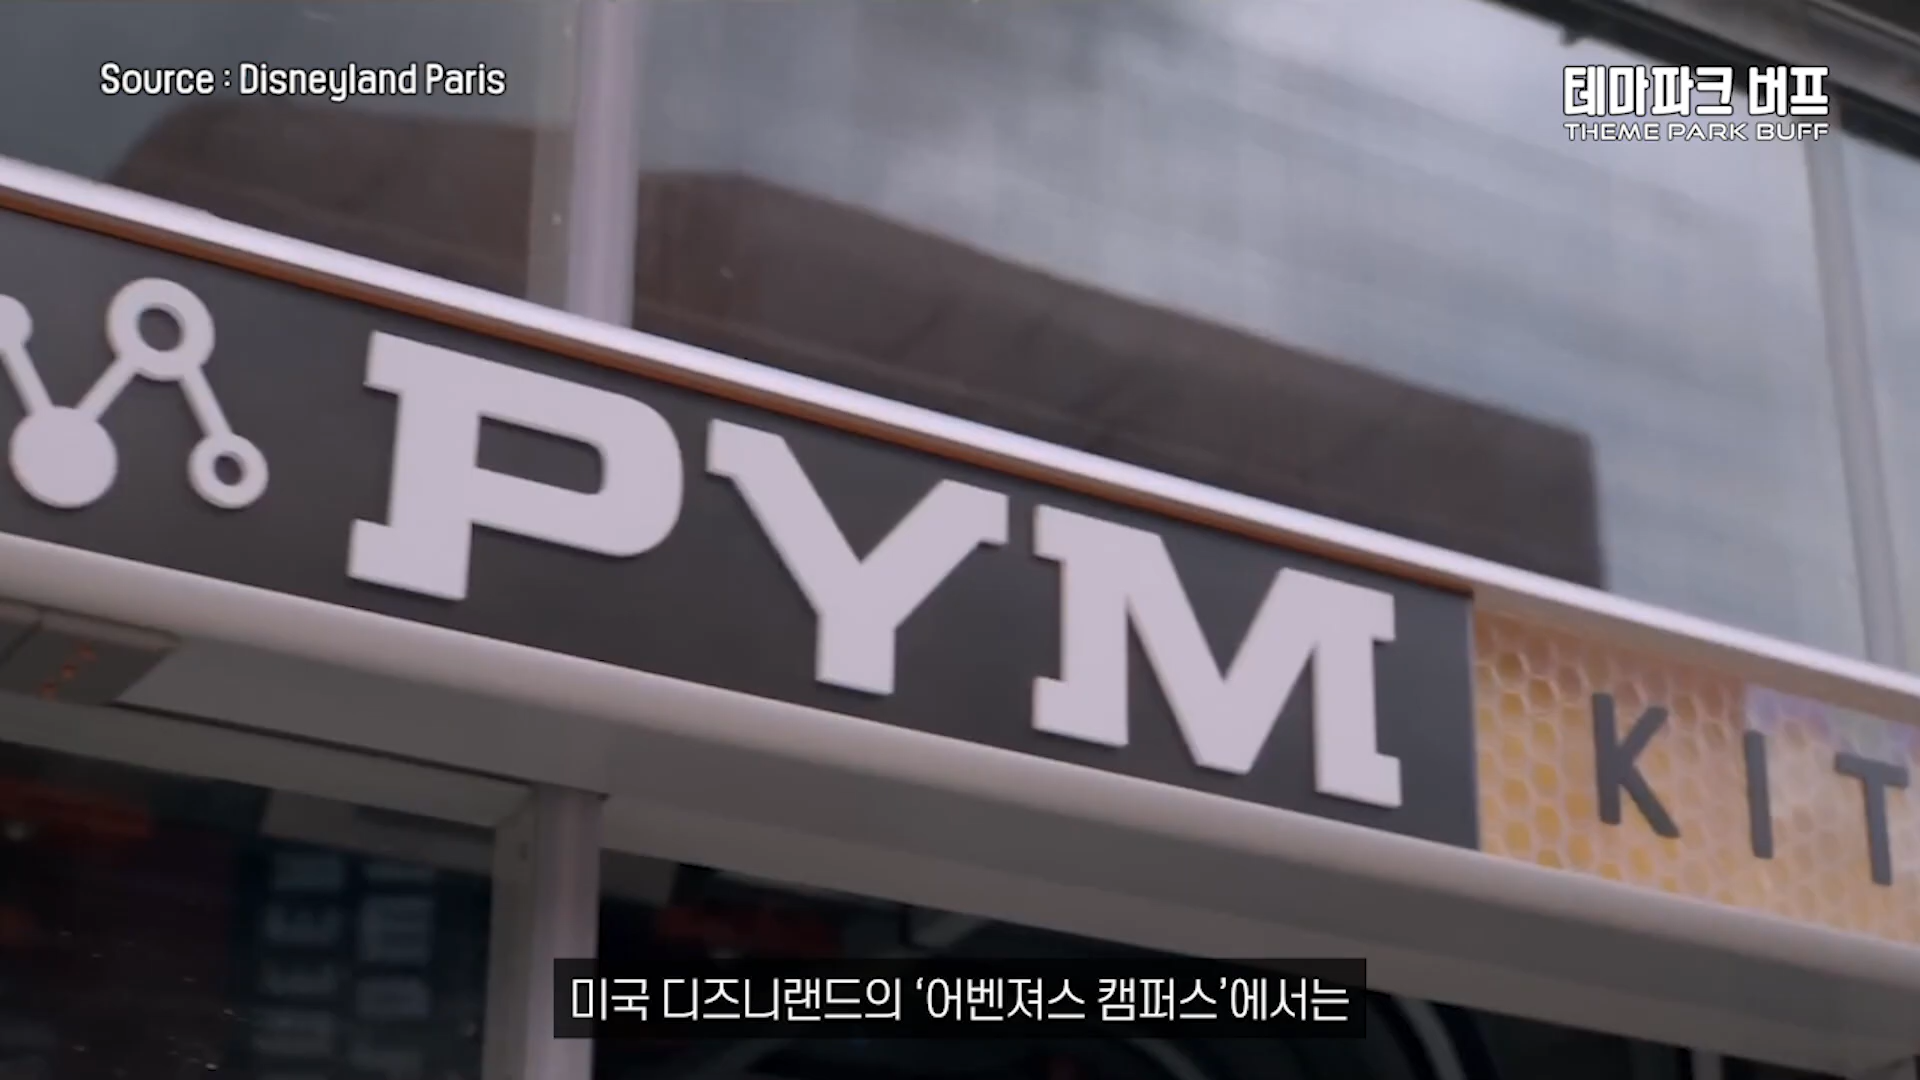 Source : Disneyland Paris
테마파크 버프
THEME PARK BUFF
PYM
KIT
미국 디즈니랜드의 ‘어벤져스 캠퍼스’에서는